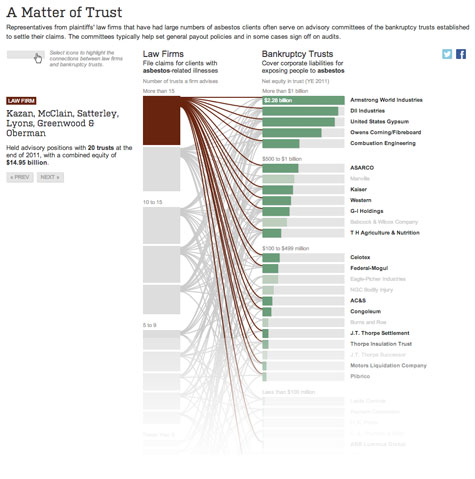 A Matter of Trust
Representatives from plaintiffs' law firms that have had large numbers of asbestos clients often serve on advisory committees of the bankruptcy trusts established
to settle their claims. The committees typically help set general payout policies and in some cases sign off on audits.
Select icons to highlight the
connections between law firms
and bankruptcy trusts.
Law Firms
File claims for clients with
asbestos-related illnesses
Number of trusts a firm advises
More than 15
10 to 15
5 to 9
LAW FIRM
Kazan, McClain, Satterley,
Lyons, Greenwood &
Oberman
Held advisory positions with 20 trusts at the
end of 2011, with a combined equity of
$14.95 billion.
« PREV
NEXT »
Bankruptcy Trusts
Cover corporate liabilities for
exposing people to asbestos
Net equity in trust (YE 2011)
More than $1 billion
$3.28 billion
Armstrong World Industries
DII Industries
United States Gypsum
Owens Corning/Fibreboard
Combustion Engineering
$500 to $1 billion
ASARCO
Manville
Kaiser
Western
G-I Holdings
Babcock & Wilcox Company
T H Agriculture & Nutrition
$100 to $499 million
Celotex
Federal-Mogul
Eagle-Picher Industries
NGC Bodily Injury
AC&S
Congoleum
Burns and Roe
J.T. Thorpe Settlement
Thorpe Insulation Trust
J.T. Thorpe Successor
Motors Liquidation Company
Plibrico
Less than $100 million